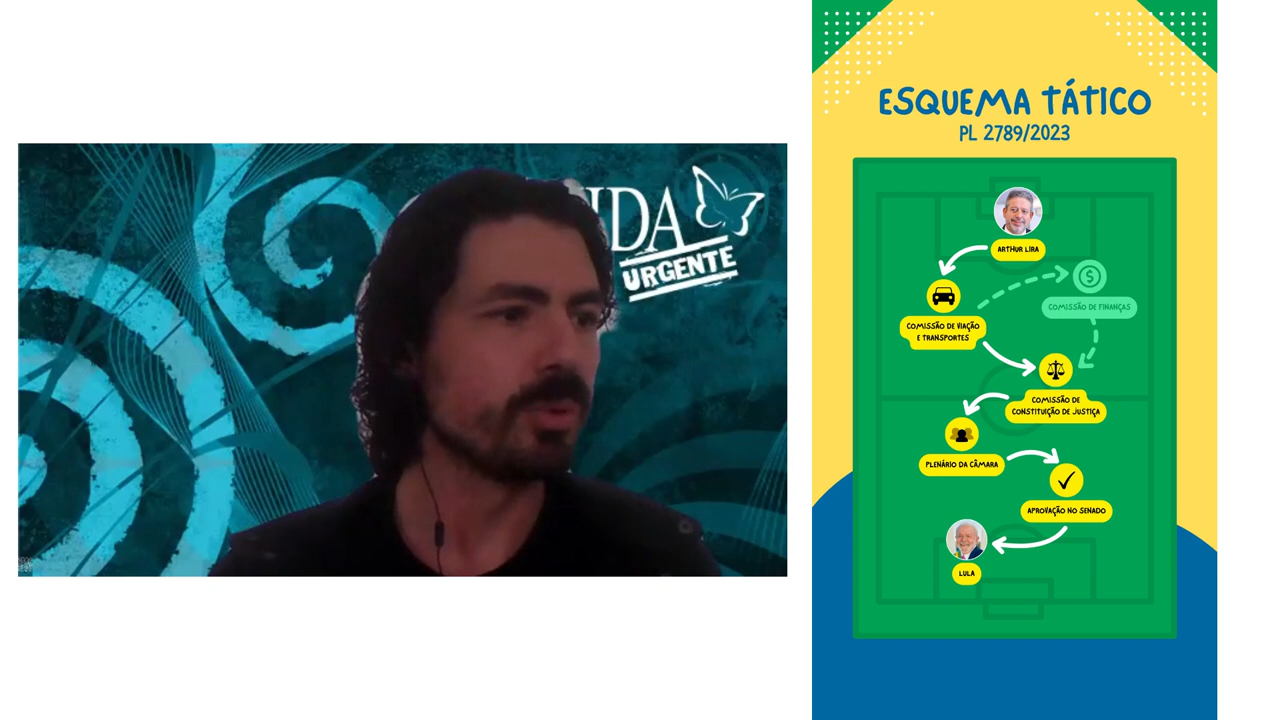 IDA
URGENTE
ESQUEMA TÁTICO
PL 2789/2023
ARTHUR LIRA
COMISSÃO DE FINANÇAS
COMISSÃO DE VIAÇÃO
E TRANSPORTES
COMISSÃO DE
CONSTITUIÇÃO DE JUSTIÇA
PLENÁRIO DA CÂMARA
APROVAÇÃO NO SENADO
LULA